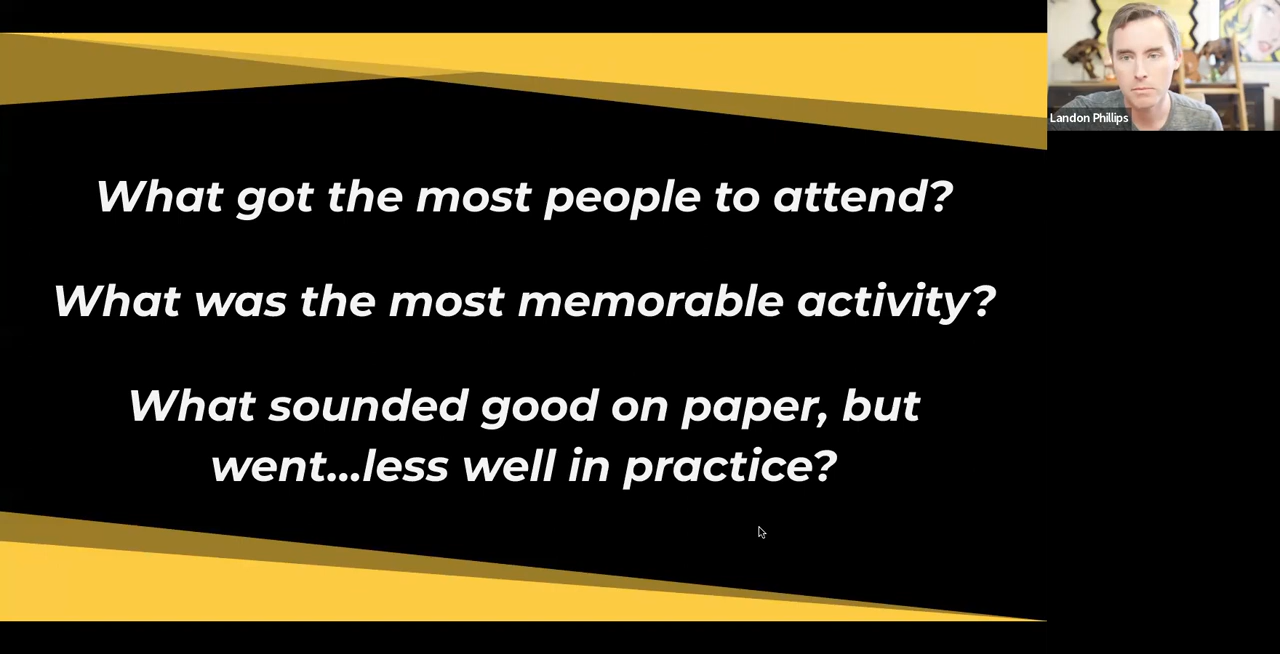 What got the most people to attend?
What was the most memorable activity?
What sounded good on paper, but
went...less well in practice?
Landon Phillips